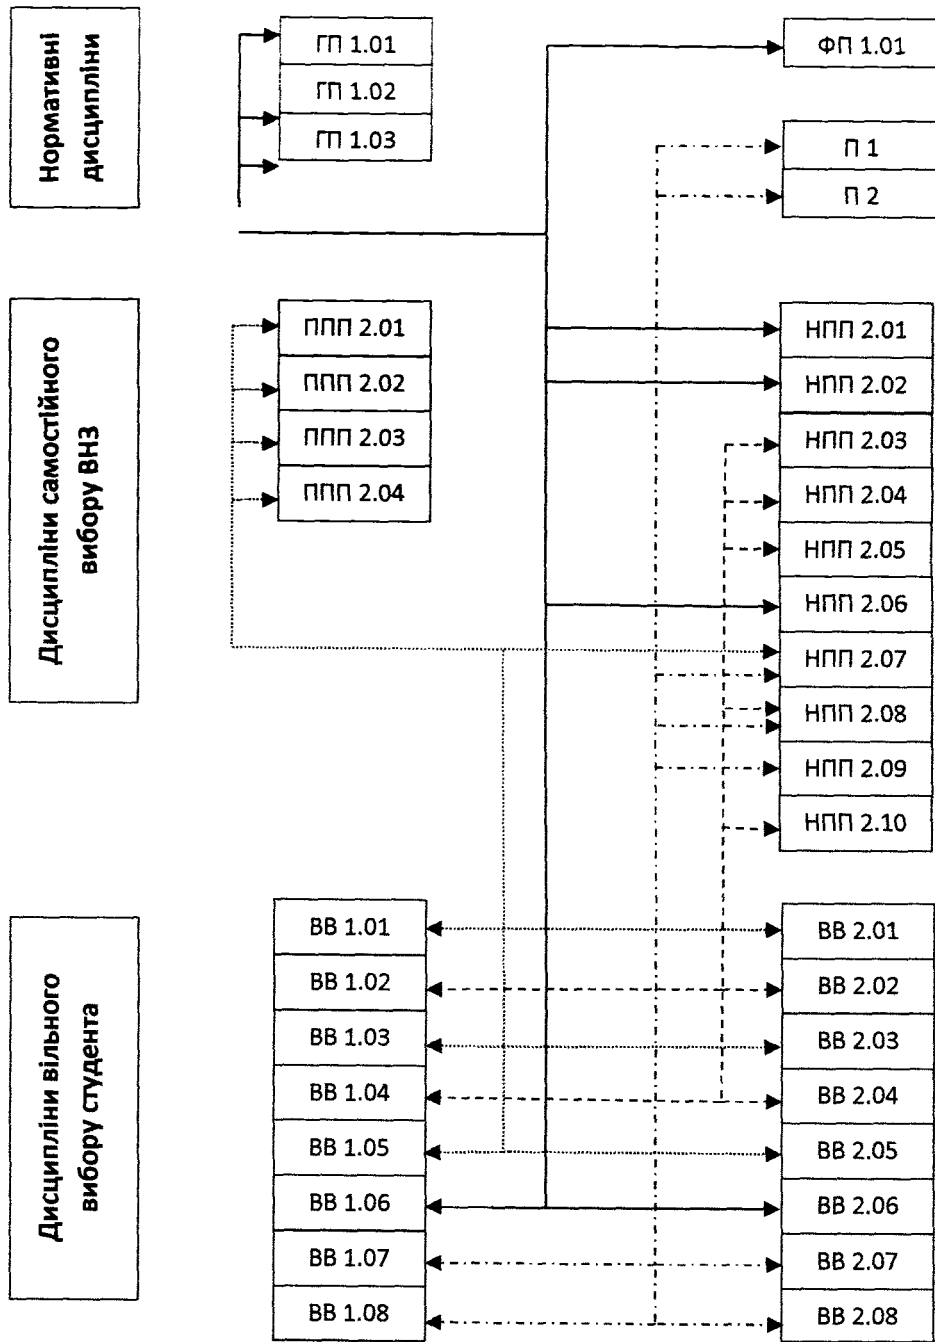 Нормативні
дисципліни
ГП 1.01
ГП 1.02
ГП 1.03
ФП 1.01
П 1
П 2
Дисципліни самостійного
вибору ВНЗ
ППП 2.01
ППП 2.02
ППП 2.03
ППП 2.04
НПП 2.01
НПП 2.02
НПП 2.03
НПП 2.04
НПП 2.05
НПП 2.06
НПП 2.07
НПП 2.08
НПП 2.09
НПП 2.10
Дисципліни вільного
вибору студента
ВВ 1.01
ВВ 1.02
ВВ 1.03
ВВ 1.04
ВВ 1.05
ВВ 1.06
ВВ 1.07
ВВ 1.08
ВВ 2.01
ВВ 2.02
ВВ 2.03
ВВ 2.04
ВВ 2.05
ВВ 2.06
ВВ 2.07
ВВ 2.08